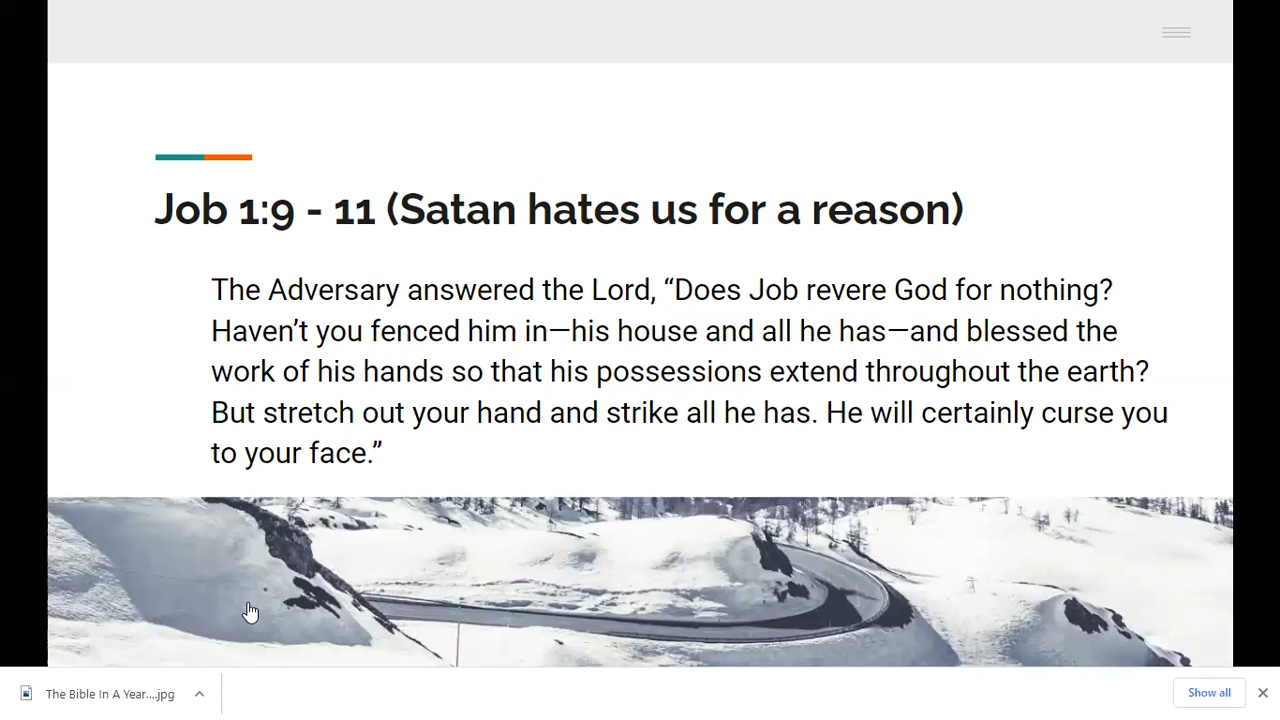 Job 1:9 - 11 (Satan hates us for a reason)
The Adversary answered the Lord, “Does Job revere God for nothing?
Haven’t you fenced him in—his house and all he has—and blessed the
work of his hands so that his possessions extend throughout the earth?
But stretch out your hand and strike all he has. He will certainly curse you
to your face.”
The Bible In A Year....jpg
Show all